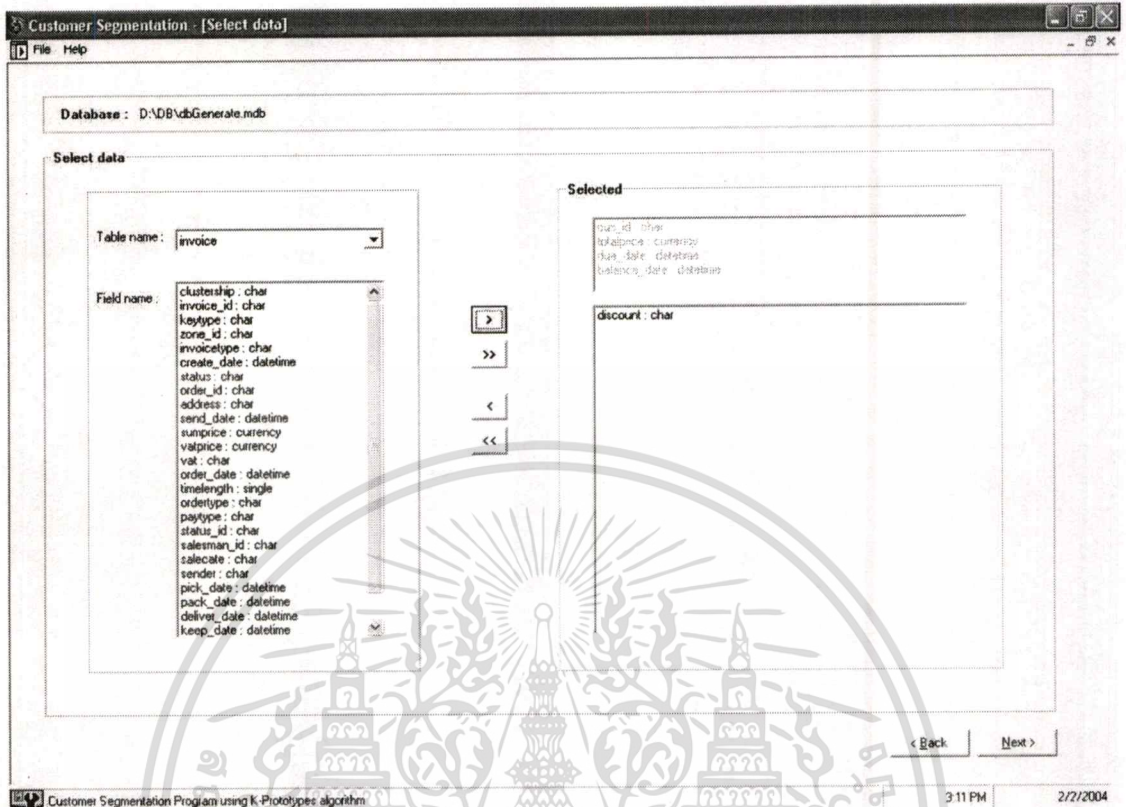 Customer Segmentation - [Select data]
File Help
Database : D:\DB\dbGenerate.mdb
Select data
Table name : invoice
Field name :
clustership : char
invoice_id : char
keytype : char
zone_id : char
invoicetype : char
create_date : datetime
status : char
order_id : char
address : char
send_date : datetime
sumprice : currency
vatprice : currency
vat : char
order_date : datetime
timelength : single
ordertype : char
paytype : char
status_id : char
salesman_id : char
salecate : char
sender : char
pick_date : datetime
pack_date : datetime
deliver_date : datetime
keep_date : datetime
>
>>
<
<<
Selected
cus_id : char
totalprice : currency
due_date : datetime
balance_date : datetime
discount : char
< Back Next >
Customer Segmentation Program using K-Prototypes algorithm 3:11 PM 2/2/2004